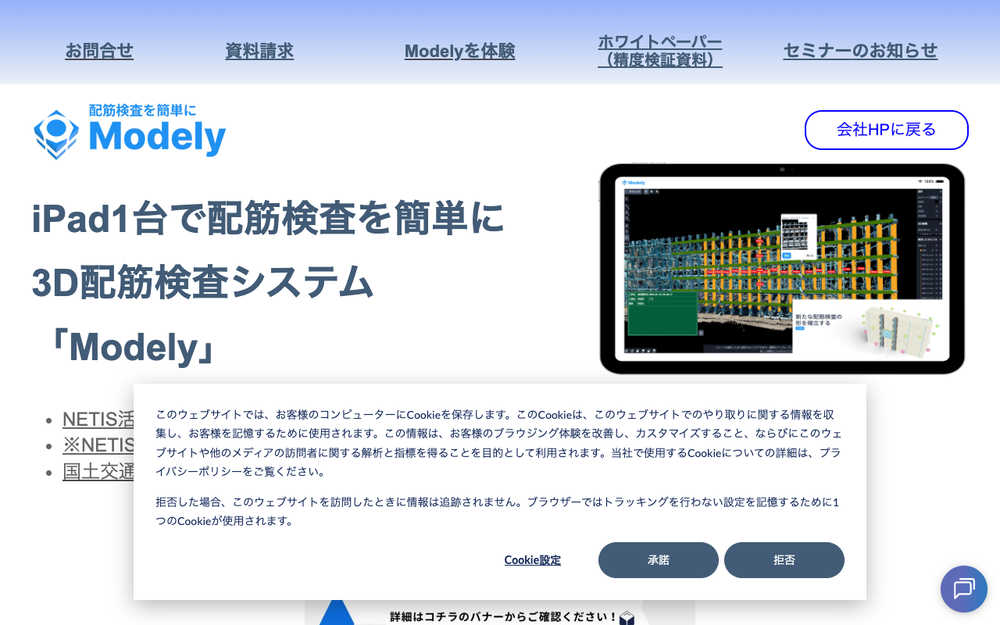 お問合せ
資料請求
Modelyを体験
ホワイトペーパー
（精度検証資料）
セミナーのお知らせ
配筋検査を簡単に
Modely
会社HPに戻る
iPad1台で配筋検査を簡単に
3D配筋検査システム
「Modely」
Modely
100%
新たな配筋検査の
形を確立する
NETIS活
※NETIS
国土交通
このウェブサイトでは、お客様のコンピューターにCookieを保存します。このCookieは、このウェブサイトでのやり取りに関する情報を収
集し、お客様を記憶するために使用されます。この情報は、お客様のブラウジング体験を改善し、カスタマイズすること、ならびにこのウェ
ブサイトや他のメディアの訪問者に関する解析と指標を得ることを目的として利用されます。当社で使用するCookieについての詳細は、プラ
イバシーポリシーをご覧ください。
拒否した場合、このウェブサイトを訪問したときに情報は追跡されません。ブラウザーではトラッキングを行わない設定を記憶するために1
つのCookieが使用されます。
Cookie設定
承諾
拒否
詳細はコチラのバナーからご確認ください！